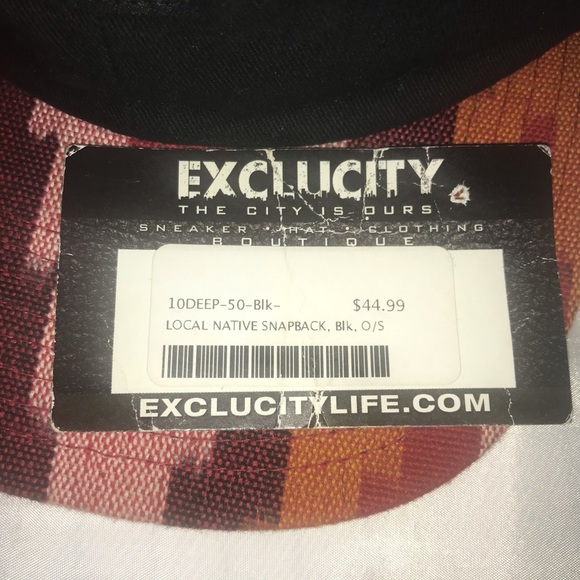 EXCLUCITY
THE CITY IS OURS
SNEAKER • HAT • CLOTHING
BOUTIQUE
10DEEP-50-Blk- $44.99
LOCAL NATIVE SNAPBACK, Blk, O/S
EXCLUCITYLIFE.COM